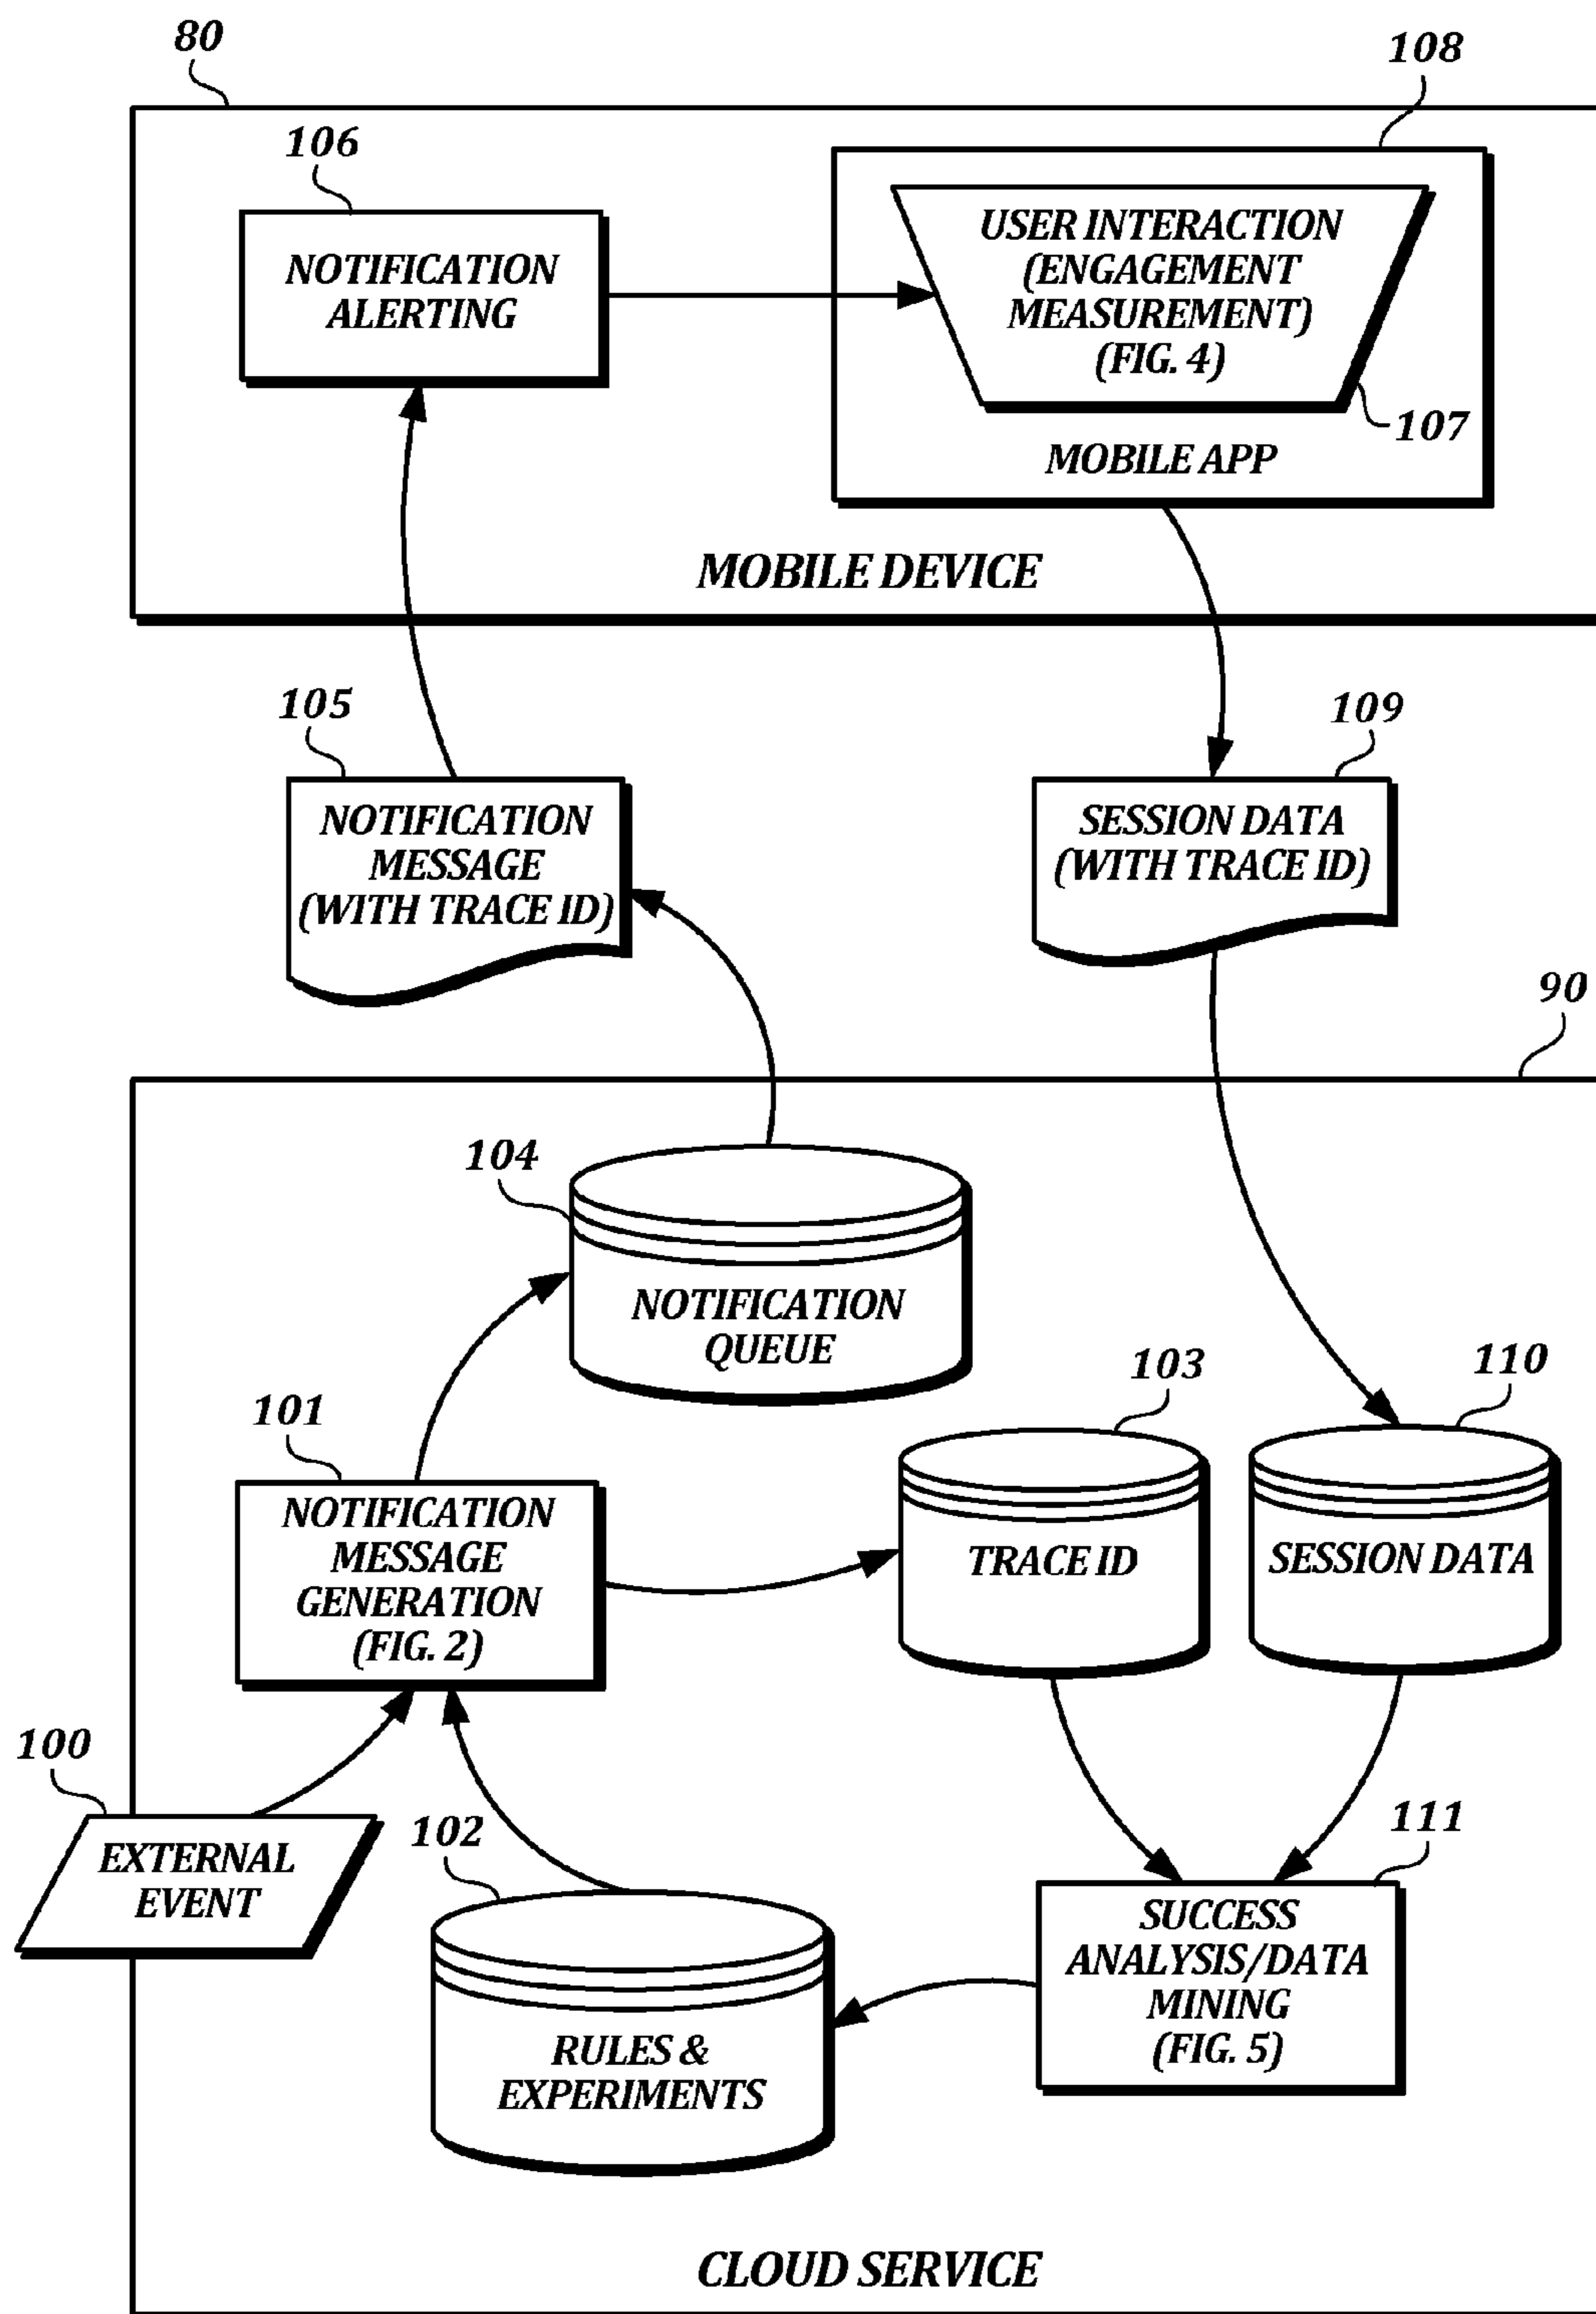 80
108
106
NOTIFICATION
ALERTING
USER INTERACTION
(ENGAGEMENT
MEASUREMENT)
(FIG. 4)
107
MOBILE APP
MOBILE DEVICE
105
109
NOTIFICATION
MESSAGE
(WITH TRACE ID)
SESSION DATA
(WITH TRACE ID)
90
104
NOTIFICATION
QUEUE
103
110
101
NOTIFICATION
MESSAGE
GENERATION
(FIG. 2)
TRACE ID
SESSION DATA
100
EXTERNAL
EVENT
102
RULES &
EXPERIMENTS
111
SUCCESS
ANALYSIS/DATA
MINING
(FIG. 5)
CLOUD SERVICE